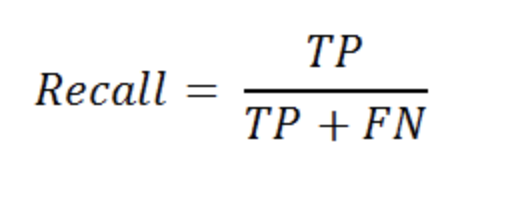 Recall = TP / TP + FN